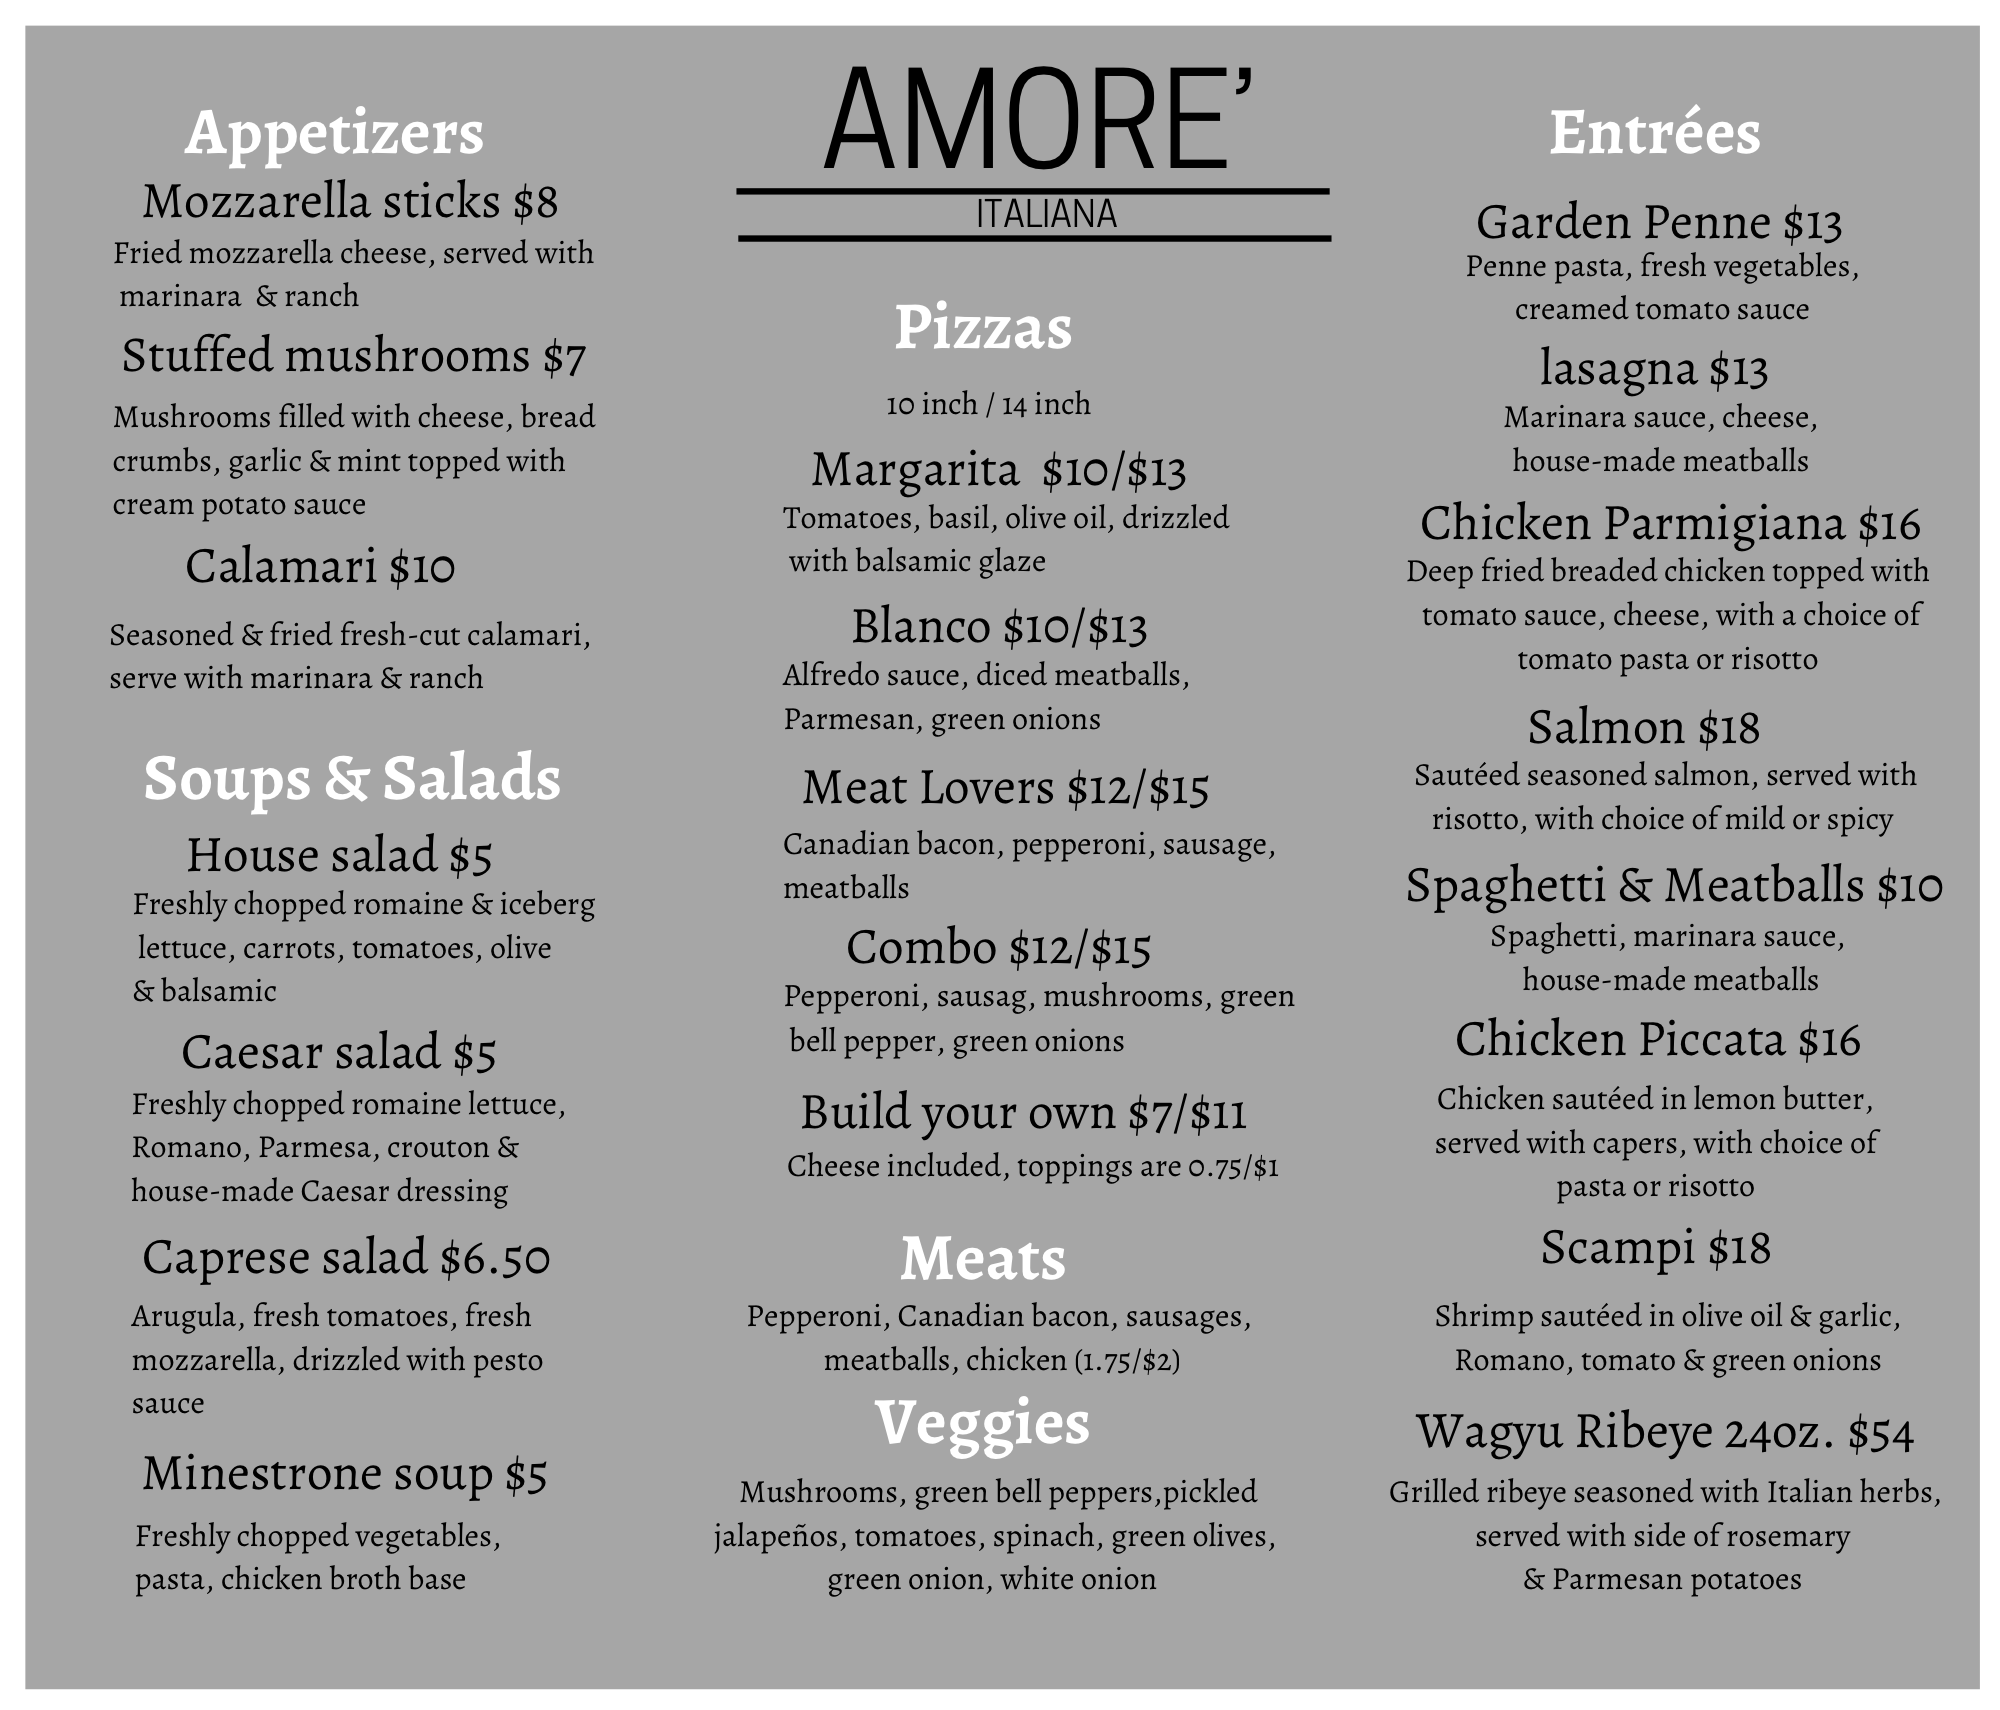 AMORE’
ITALIANA
Appetizers
Mozzarella sticks $8
Fried mozzarella cheese, served with
marinara & ranch
Stuffed mushrooms $7
Mushrooms filled with cheese, bread
crumbs, garlic & mint topped with
cream potato sauce
Calamari $10
Seasoned & fried fresh-cut calamari,
serve with marinara & ranch
Soups & Salads
House salad $5
Freshly chopped romaine & iceberg
lettuce, carrots, tomatoes, olive
& balsamic
Caesar salad $5
Freshly chopped romaine lettuce,
Romano, Parmesa, crouton &
house-made Caesar dressing
Caprese salad $6.50
Arugula, fresh tomatoes, fresh
mozzarella, drizzled with pesto
sauce
Minestrone soup $5
Freshly chopped vegetables,
pasta, chicken broth base
Pizzas
10 inch / 14 inch
Margarita $10/$13
Tomatoes, basil, olive oil, drizzled
with balsamic glaze
Blanco $10/$13
Alfredo sauce, diced meatballs,
Parmesan, green onions
Meat Lovers $12/$15
Canadian bacon, pepperoni, sausage,
meatballs
Combo $12/$15
Pepperoni, sausag, mushrooms, green
bell pepper, green onions
Build your own $7/$11
Cheese included, toppings are 0.75/$1
Meats
Pepperoni, Canadian bacon, sausages,
meatballs, chicken (1.75/$2)
Veggies
Mushrooms, green bell peppers,pickled
jalapeños, tomatoes, spinach, green olives,
green onion, white onion
Entrées
Garden Penne $13
Penne pasta, fresh vegetables,
creamed tomato sauce
lasagna $13
Marinara sauce, cheese,
house-made meatballs
Chicken Parmigiana $16
Deep fried breaded chicken topped with
tomato sauce, cheese, with a choice of
tomato pasta or risotto
Salmon $18
Sautéed seasoned salmon, served with
risotto, with choice of mild or spicy
Spaghetti & Meatballs $10
Spaghetti, marinara sauce,
house-made meatballs
Chicken Piccata $16
Chicken sautéed in lemon butter,
served with capers, with choice of
pasta or risotto
Scampi $18
Shrimp sautéed in olive oil & garlic,
Romano, tomato & green onions
Wagyu Ribeye 24oz. $54
Grilled ribeye seasoned with Italian herbs,
served with side of rosemary
& Parmesan potatoes